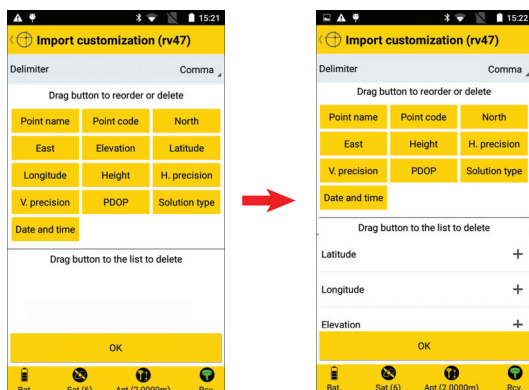 15:21
Import customization (rv47)
Delimiter Comma
Drag button to reorder or delete
Point name Point code North
East Elevation Latitude
Longitude Height H. precision
V. precision PDOP Solution type
Date and time
Drag button to the list to delete
OK
Bat. Sat.(6) Ant.(2.0000m) Rcv
15:22
Import customization (rv47)
Delimiter Comma
Drag button to reorder or delete
Point name Point code North
East Height H. precision
V. precision PDOP Solution type
Date and time
Drag button to the list to delete
Latitude +
Longitude +
Elevation +
OK
Bat. Sat.(6) Ant.(2.0000m) Rcv